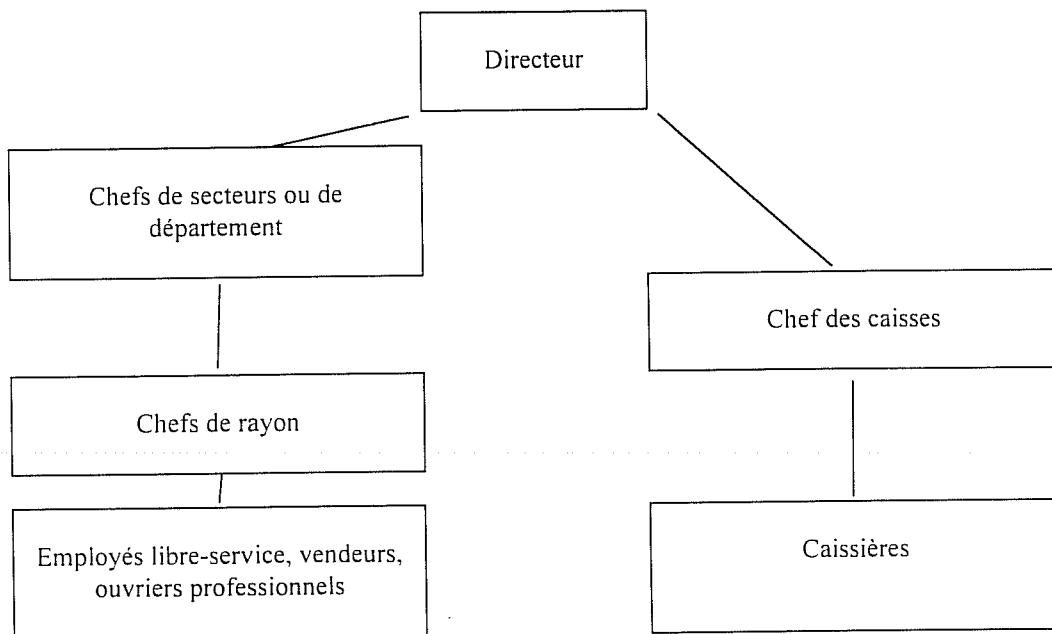 Directeur
Chefs de secteurs ou de
département
Chef des caisses
Chefs de rayon
Employés libre-service, vendeurs,
ouvriers professionnels
Caissières